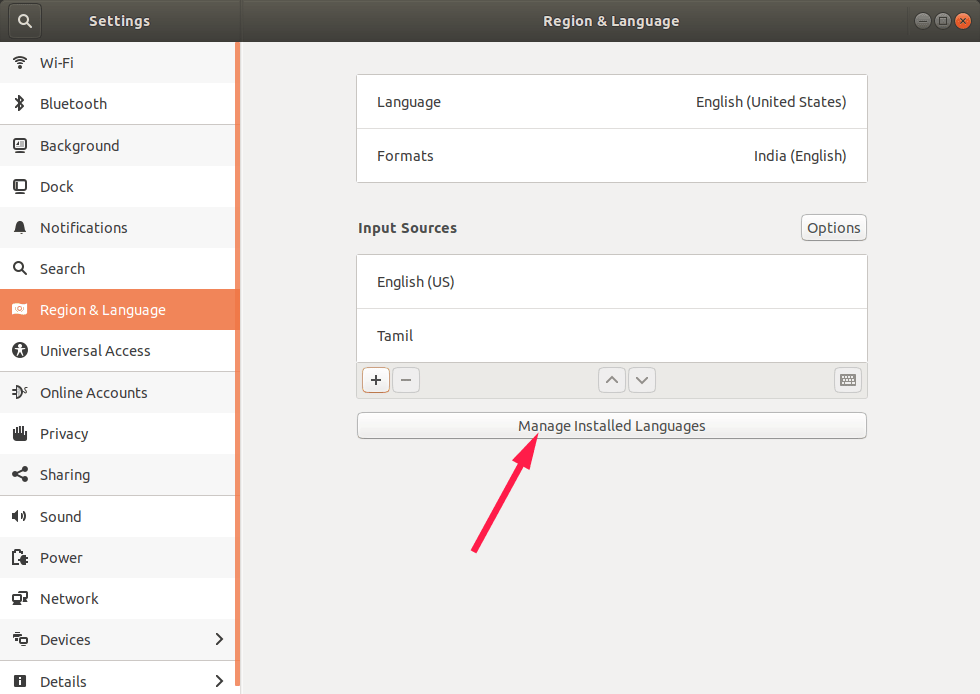 Settings
Region & Language
Wi-Fi
Bluetooth
Background
Dock
Notifications
Search
Region & Language
Universal Access
Online Accounts
Privacy
Sharing
Sound
Power
Network
Devices
Details
Language English (United States)
Formats India (English)
Input Sources Options
English (US)
Tamil
Manage Installed Languages